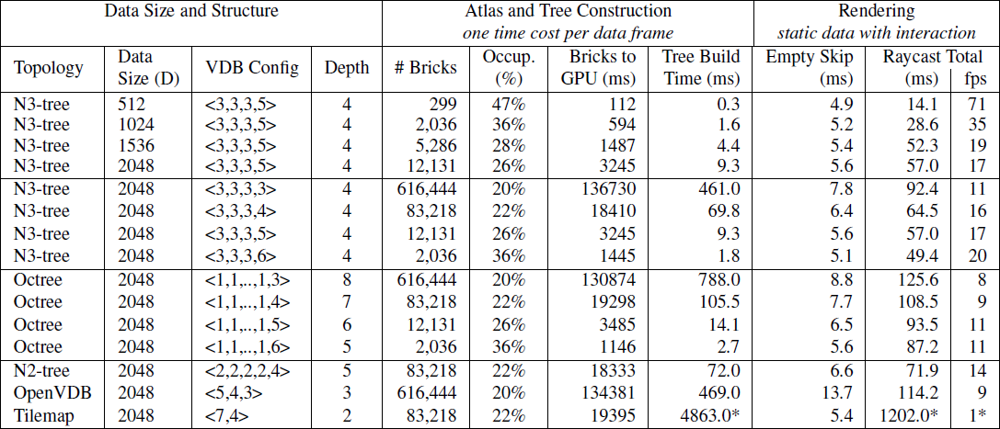 Data Size and Structure Atlas and Tree Construction Rendering
one time cost per data frame static data with interaction
Topology Data Size (D) VDB Config Depth # Bricks Occup. (%) Bricks to GPU (ms) Tree Build Time (ms) Empty Skip (ms) Raycast Total (ms) fps
N3-tree 512 <3,3,3,5> 4 299 47% 112 0.3 4.9 14.1 71
N3-tree 1024 <3,3,3,5> 4 2,036 36% 594 1.6 5.2 28.6 35
N3-tree 1536 <3,3,3,5> 4 5,286 28% 1487 4.4 5.4 52.3 19
N3-tree 2048 <3,3,3,5> 4 12,131 26% 3245 9.3 5.6 57.0 17
N3-tree 2048 <3,3,3,3> 4 616,444 20% 136730 461.0 7.8 92.4 11
N3-tree 2048 <3,3,3,4> 4 83,218 22% 18410 69.8 6.4 64.5 16
N3-tree 2048 <3,3,3,5> 4 12,131 26% 3245 9.3 5.6 57.0 17
N3-tree 2048 <3,3,3,6> 4 2,036 36% 1445 1.8 5.1 49.4 20
Octree 2048 <1,1,..,1,3> 8 616,444 20% 130874 788.0 8.8 125.6 8
Octree 2048 <1,1,..,1,4> 7 83,218 22% 19298 105.5 7.7 108.5 9
Octree 2048 <1,1,..,1,5> 6 12,131 26% 3485 14.1 6.5 93.5 11
Octree 2048 <1,1,..,1,6> 5 2,036 36% 1146 2.7 5.6 87.2 11
N2-tree 2048 <2,2,2,2,4> 5 83,218 22% 18333 72.0 6.6 71.9 14
OpenVDB 2048 <5,4,3> 3 616,444 20% 134381 469.0 13.7 114.2 9
Tilemap 2048 <7,4> 2 83,218 22% 19395 4863.0* 5.4 1202.0* 1*